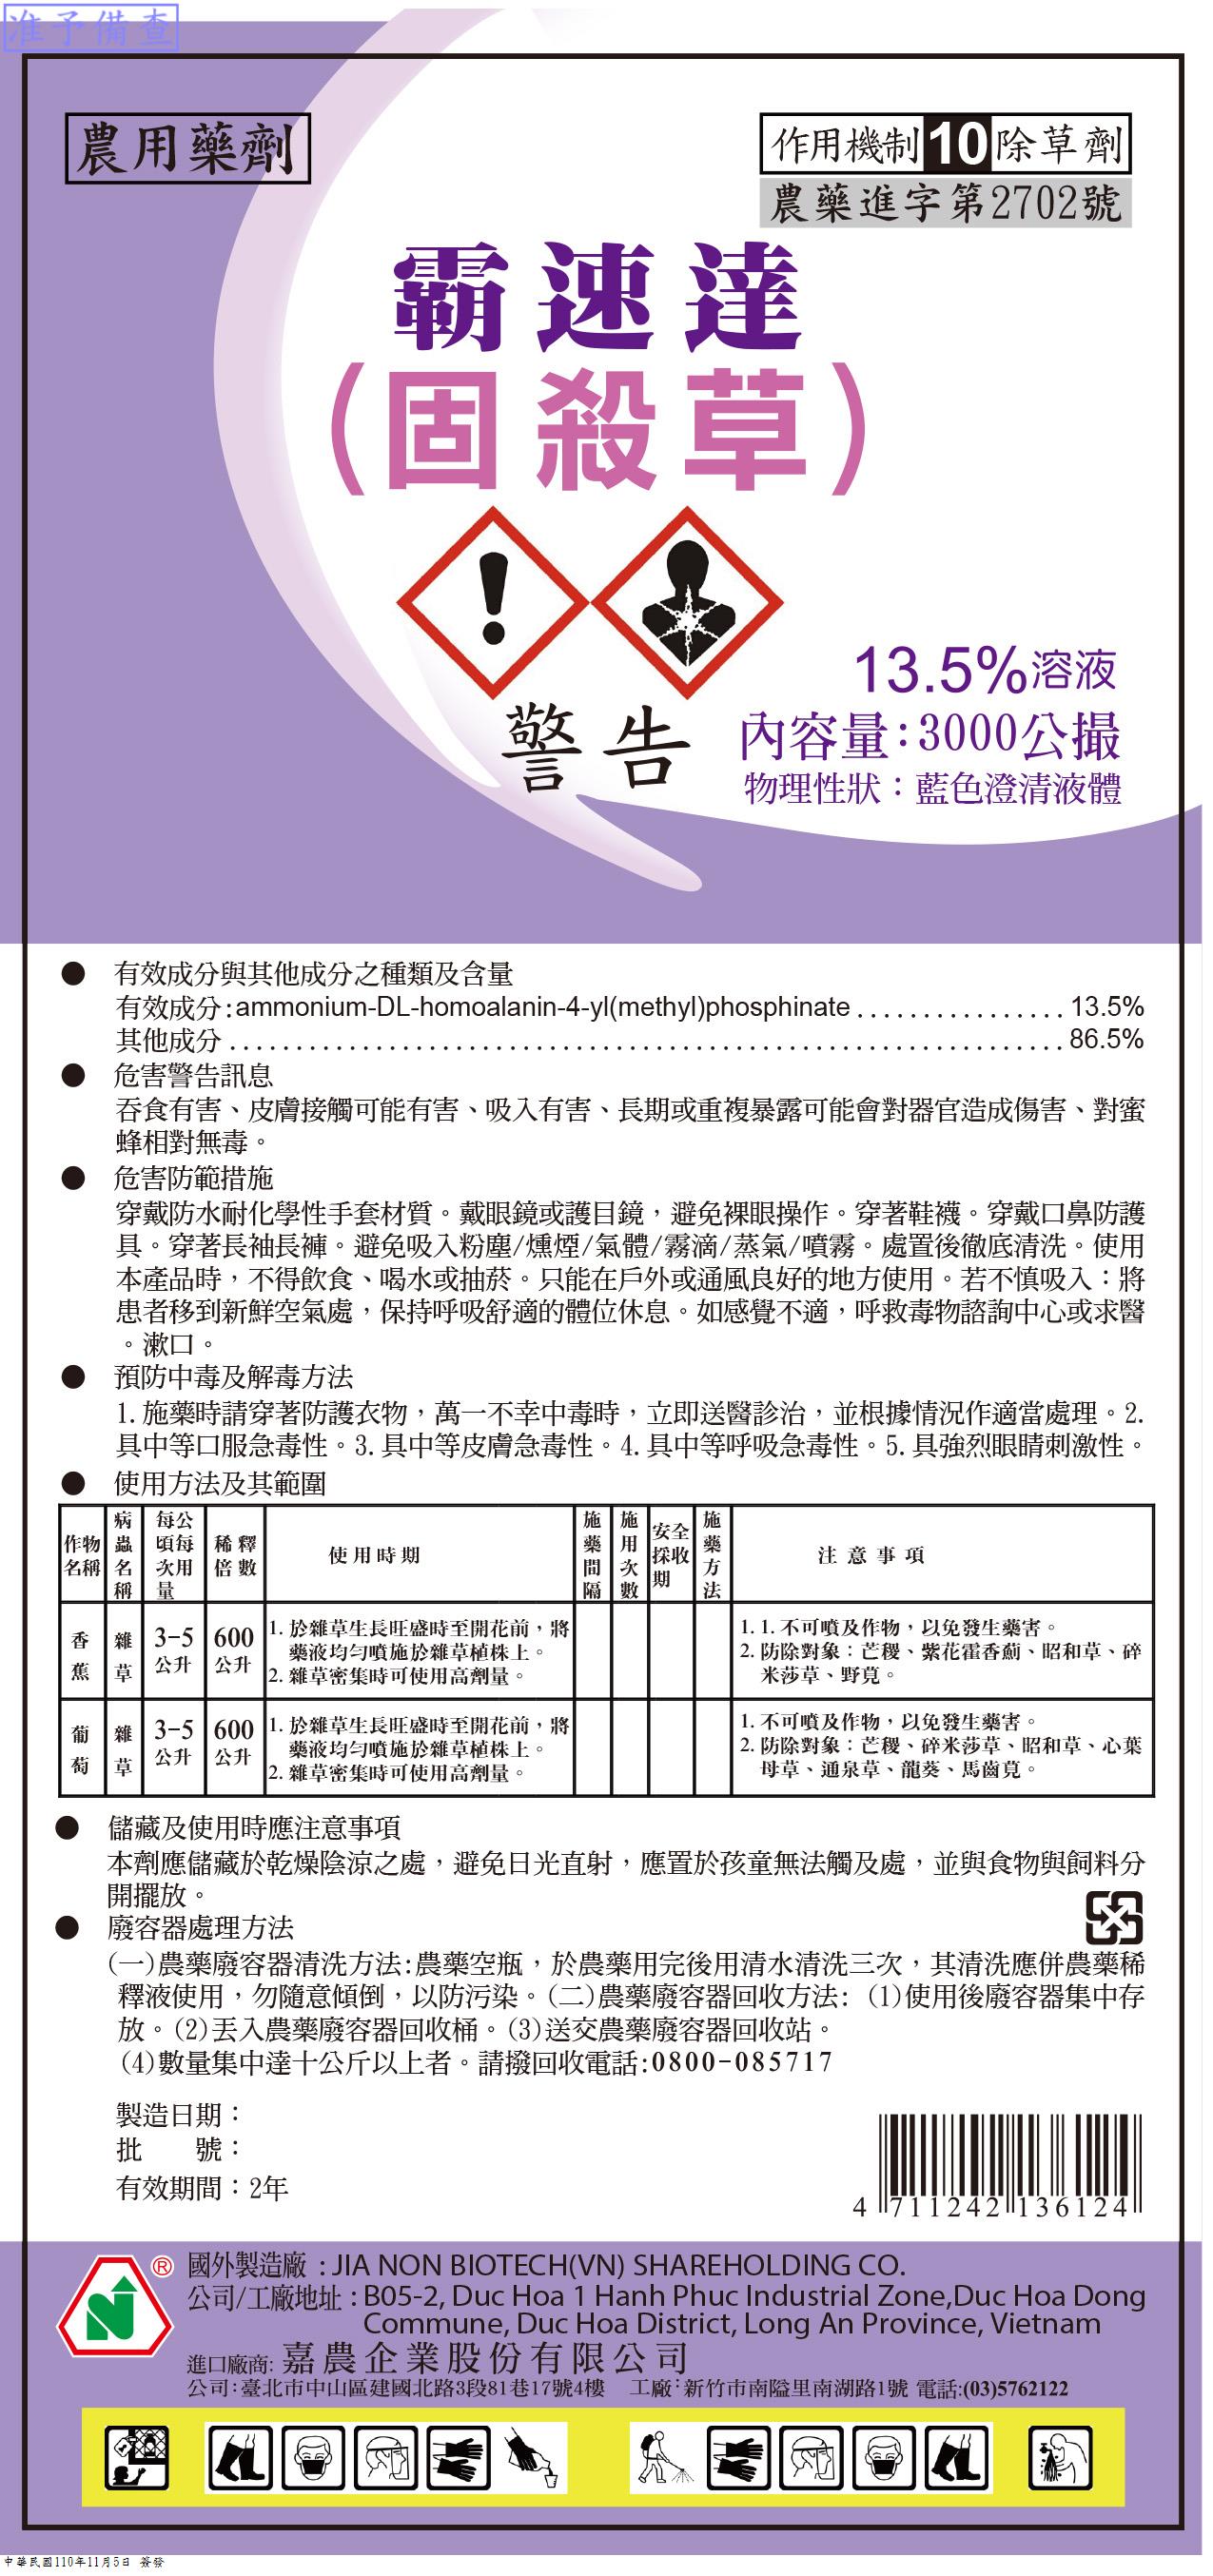 准予備查
農用藥劑
作用機制10除草劑
農藥進字第2702號
霸速達
(固殺草)
警告
13.5%溶液
內容量:3000公撮
物理性狀：藍色澄清液體
● 有效成分與其他成分之種類及含量
有效成分:ammonium-DL-homoalanin-4-yl(methyl)phosphinate ................ 13.5%
其他成分 ................................................................ 86.5%
● 危害警告訊息
吞食有害、皮膚接觸可能有害、吸入有害、長期或重複暴露可能會對器官造成傷害、對蜜
蜂相對無毒。
● 危害防範措施
穿戴防水耐化學性手套材質。戴眼鏡或護目鏡，避免裸眼操作。穿著鞋襪。穿戴口鼻防護
具。穿著長袖長褲。避免吸入粉塵/燻煙/氣體/霧滴/蒸氣/噴霧。處置後徹底清洗。使用
本產品時，不得飲食、喝水或抽菸。只能在戶外或通風良好的地方使用。若不慎吸入：將
患者移到新鮮空氣處，保持呼吸舒適的體位休息。如感覺不適，呼救毒物諮詢中心或求醫
。漱口。
● 預防中毒及解毒方法
1.施藥時請穿著防護衣物，萬一不幸中毒時，立即送醫診治，並根據情況作適當處理。2.
具中等口服急毒性。3.具中等皮膚急毒性。4.具中等呼吸急毒性。5.具強烈眼睛刺激性。
● 使用方法及其範圍
作物名稱 病蟲名稱 每公頃每次用量 稀釋倍數 使用時期 施藥間隔 施用次數 安全採收期 施藥方法 注意事項
香蕉 雜草 3-5公升 600公升
1.於雜草生長旺盛時至開花前，將
藥液均勻噴施於雜草植株上。
2.雜草密集時可使用高劑量。
1.1.不可噴及作物，以免發生藥害。
2.防除對象：芒稷、紫花霍香薊、昭和草、碎
米莎草、野莧。
葡萄 雜草 3-5公升 600公升
1.於雜草生長旺盛時至開花前，將
藥液均勻噴施於雜草植株上。
2.雜草密集時可使用高劑量。
1.不可噴及作物，以免發生藥害。
2.防除對象：芒稷、碎米莎草、昭和草、心葉
母草、通泉草、龍葵、馬齒莧。
● 儲藏及使用時應注意事項
本劑應儲藏於乾燥陰涼之處，避免日光直射，應置於孩童無法觸及處，並與食物與飼料分
開擺放。
● 廢容器處理方法
(一)農藥廢容器清洗方法:農藥空瓶，於農藥用完後用清水清洗三次，其清洗應併農藥稀
釋液使用，勿隨意傾倒，以防污染。(二)農藥廢容器回收方法: (1)使用後廢容器集中存
放。(2)丟入農藥廢容器回收桶。(3)送交農藥廢容器回收站。
(4)數量集中達十公斤以上者。請撥回收電話:0800-085717
製造日期：
批　　號：
有效期間：2年
4 711242 136124
®
國外製造廠 : JIA NON BIOTECH(VN) SHAREHOLDING CO.
公司/工廠地址 : B05-2, Duc Hoa 1 Hanh Phuc Industrial Zone,Duc Hoa Dong
Commune, Duc Hoa District, Long An Province, Vietnam
進口廠商: 嘉農企業股份有限公司
公司:臺北市中山區建國北路3段81巷17號4樓　工廠:新竹市南隘里南湖路1號 電話:(03)5762122
中華民國110年11月5日 簽發